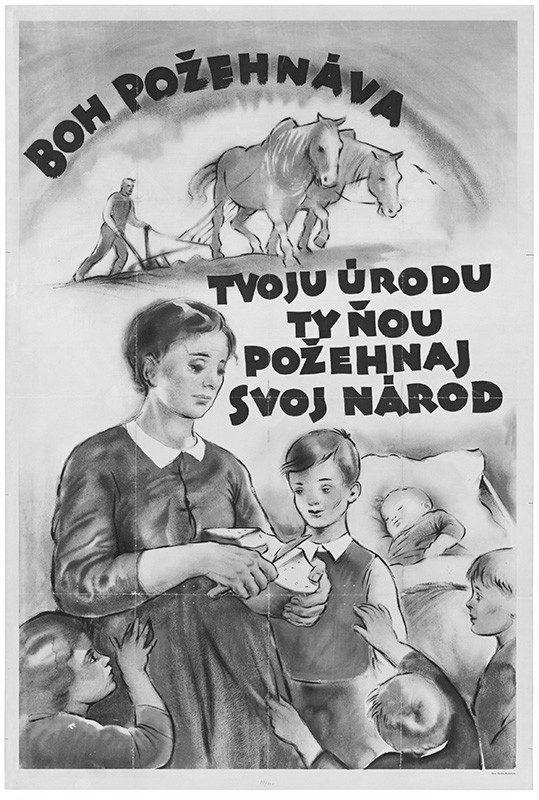 BOH POŽEHNÁVA
TVOJU ÚRODU
TY ŇOU
POŽEHNAJ
SVOJ NÁROD